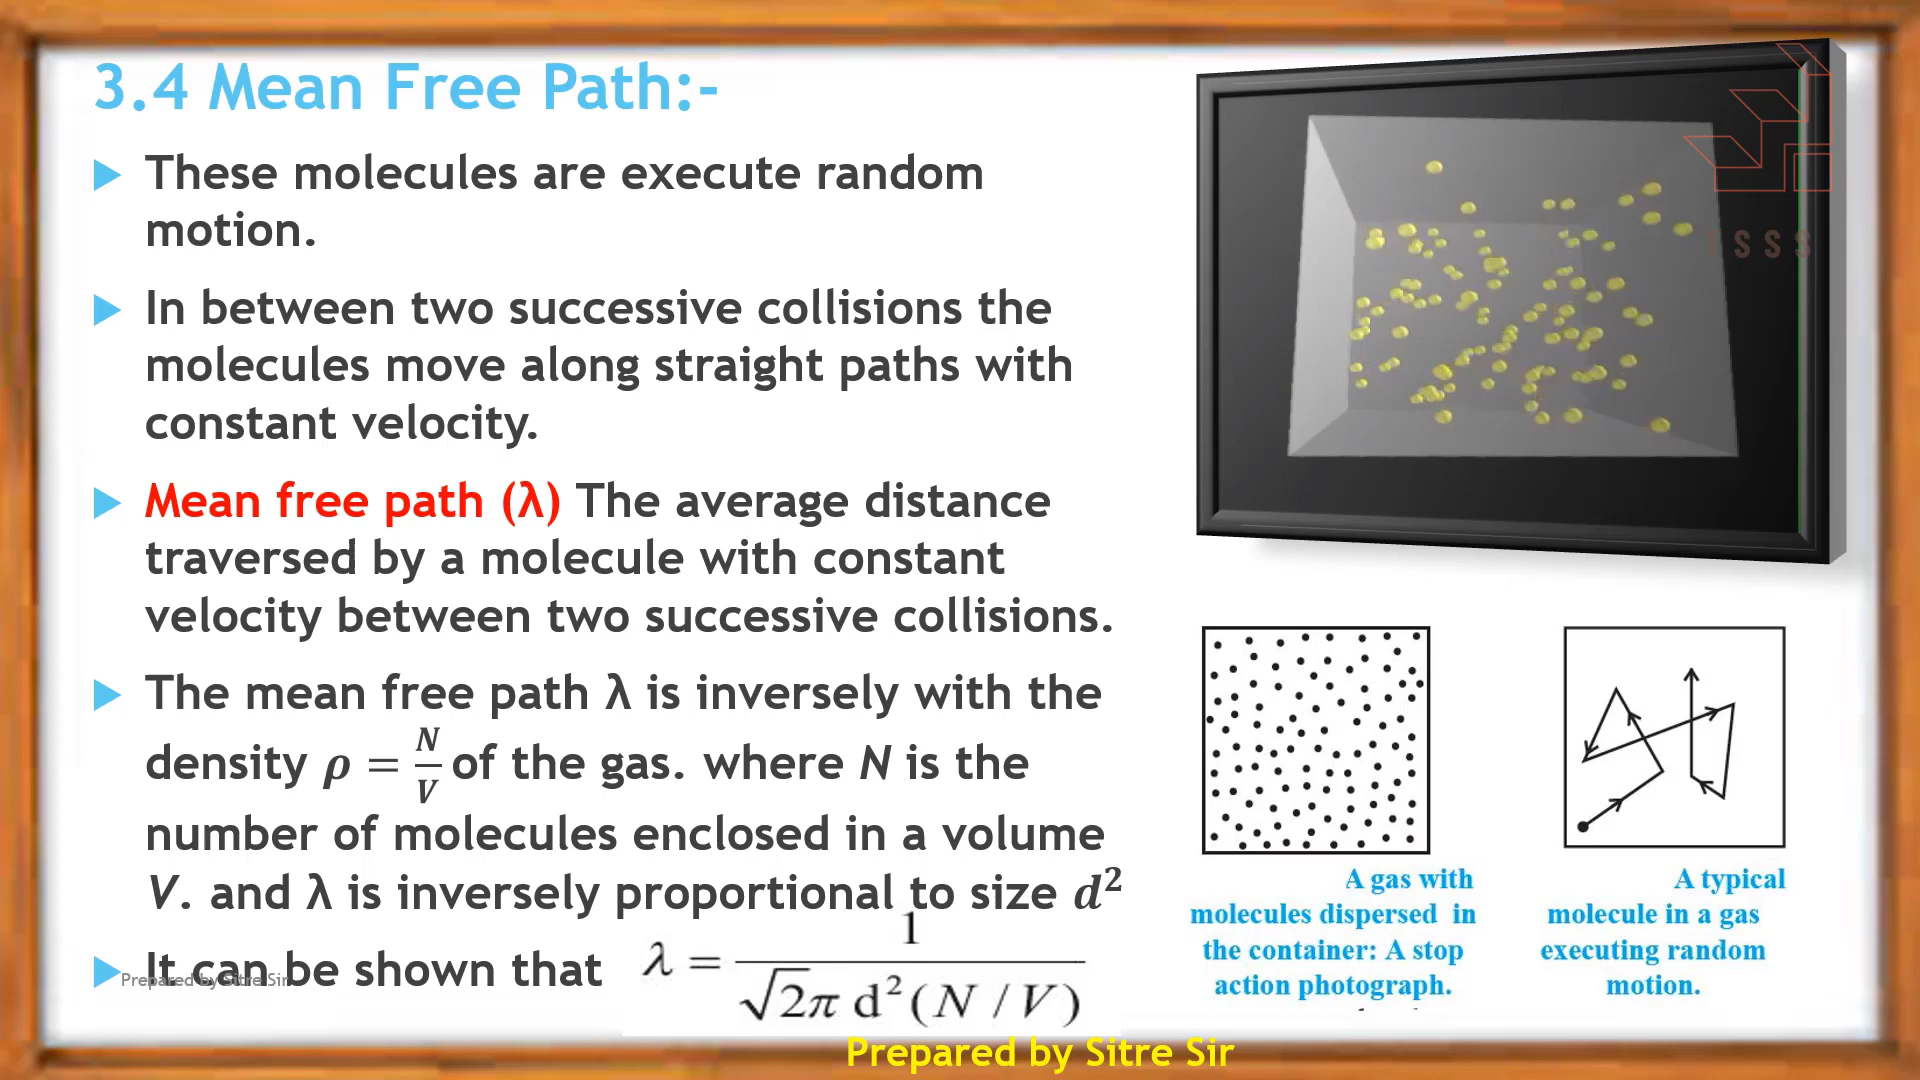 3.4 Mean Free Path:-
These molecules are execute random
motion.
In between two successive collisions the
molecules move along straight paths with
constant velocity.
Mean free path (λ) The average distance
traversed by a molecule with constant
velocity between two successive collisions.
The mean free path λ is inversely with the
density ρ = N/V of the gas. where N is the
number of molecules enclosed in a volume
V. and λ is inversely proportional to size d²
It can be shown that λ = 1/(√2π d² (N / V))
Prepared by Sitre Sir
S S S
A gas with
molecules dispersed in
the container: A stop
action photograph.
A typical
molecule in a gas
executing random
motion.
Prepared by Sitre Sir